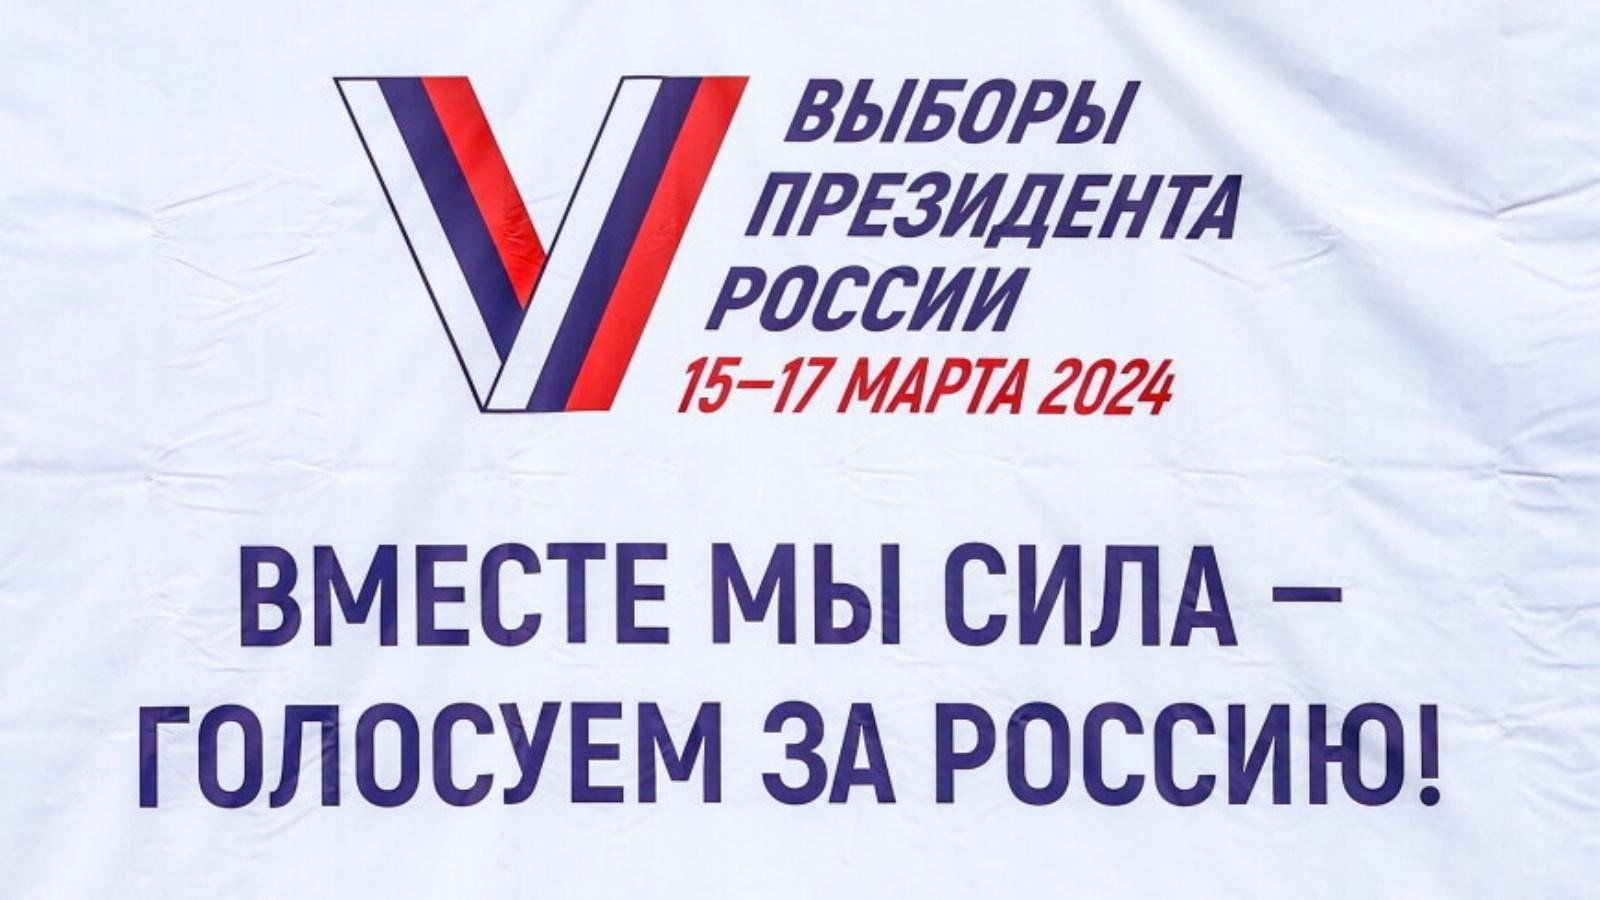 ВЫБОРЫ
ПРЕЗИДЕНТА
РОССИИ
15–17 МАРТА 2024
ВМЕСТЕ МЫ СИЛА –
ГОЛОСУЕМ ЗА РОССИЮ!